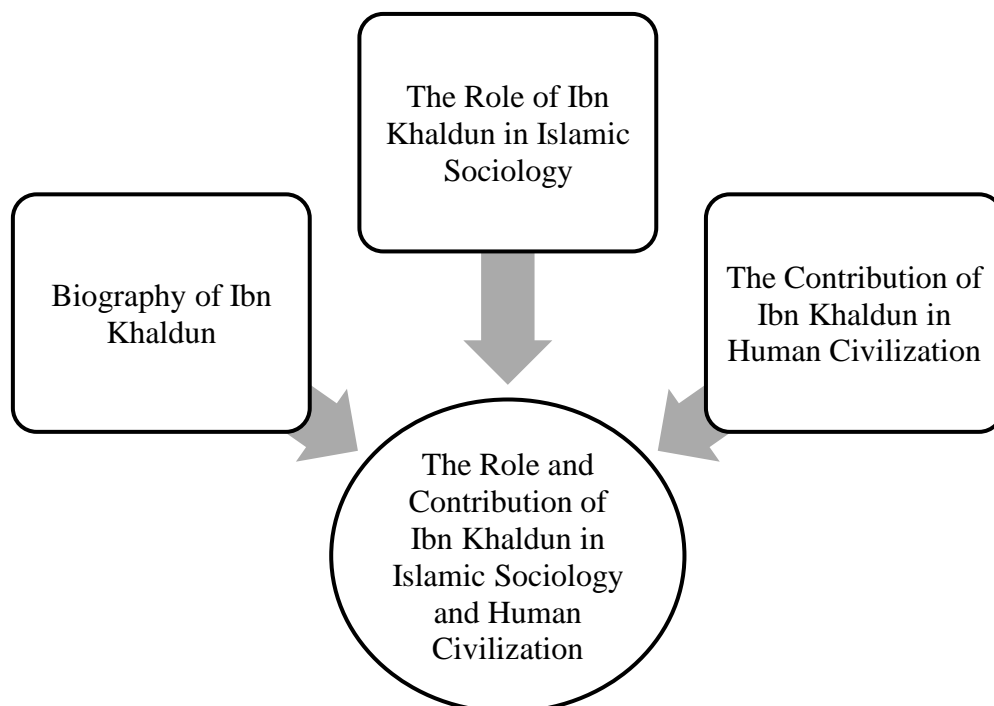 The Role of Ibn
Khaldun in Islamic
Sociology
Biography of Ibn
Khaldun
The Contribution of
Ibn Khaldun in
Human Civilization
The Role and
Contribution of
Ibn Khaldun in
Islamic Sociology
and Human
Civilization